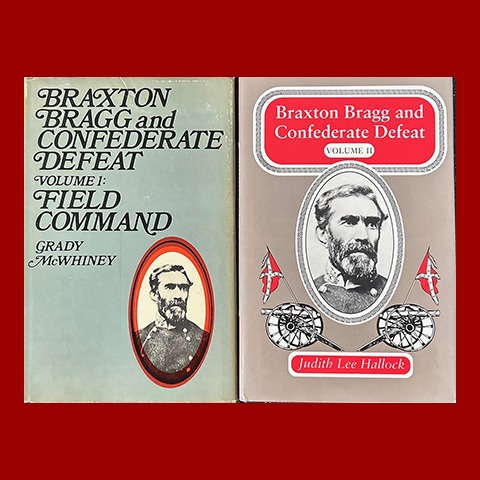 BRAXTON
BRAGG and
CONFEDERATE
DEFEAT
VOLUME 1:
FIELD
COMMAND
GRADY
McWHINEY
Braxton Bragg and
Confederate Defeat
VOLUME II
Judith Lee Hallock